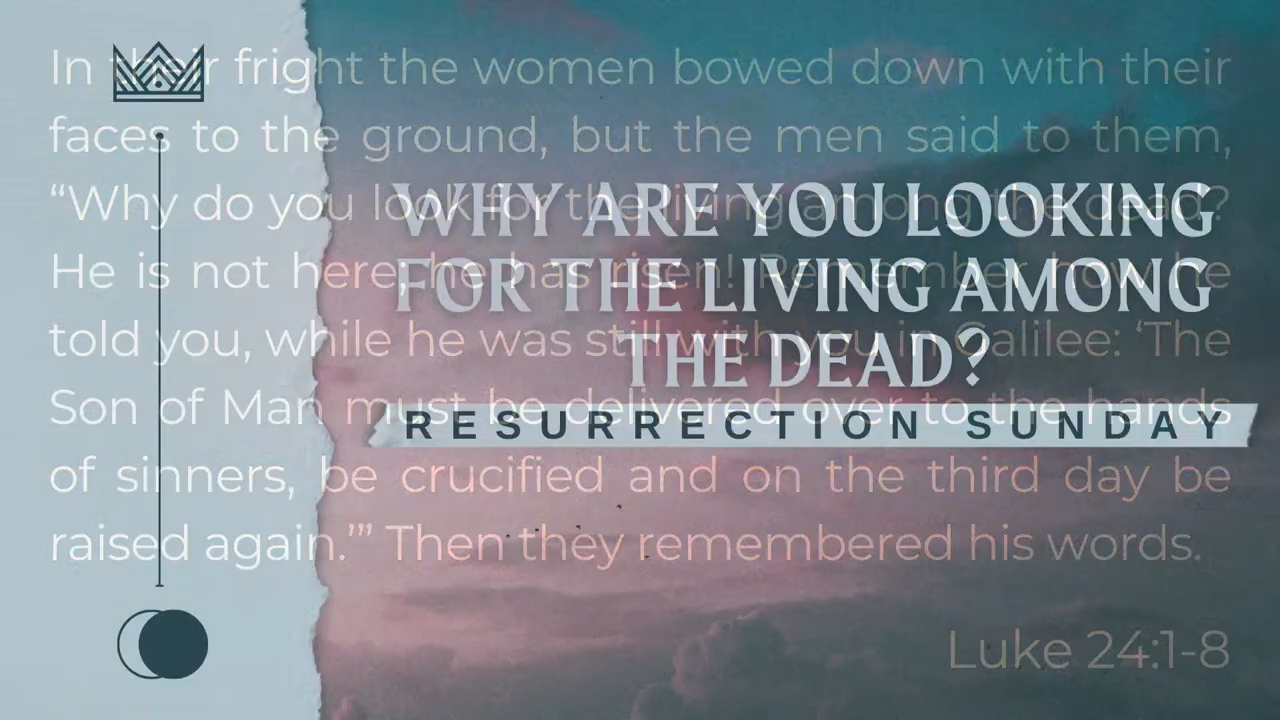 In their fright the women bowed down with their
faces to the ground, but the men said to them,
“Why do you look for the living among the dead?
He is not here; he has risen! Remember how he
told you, while he was still with you in Galilee: ‘The
Son of Man must be delivered over to the hands
of sinners, be crucified and on the third day be
raised again.’” Then they remembered his words.
Luke 24:1-8
WHY ARE YOU LOOKING
FOR THE LIVING AMONG
THE DEAD?
RESURRECTION SUNDAY